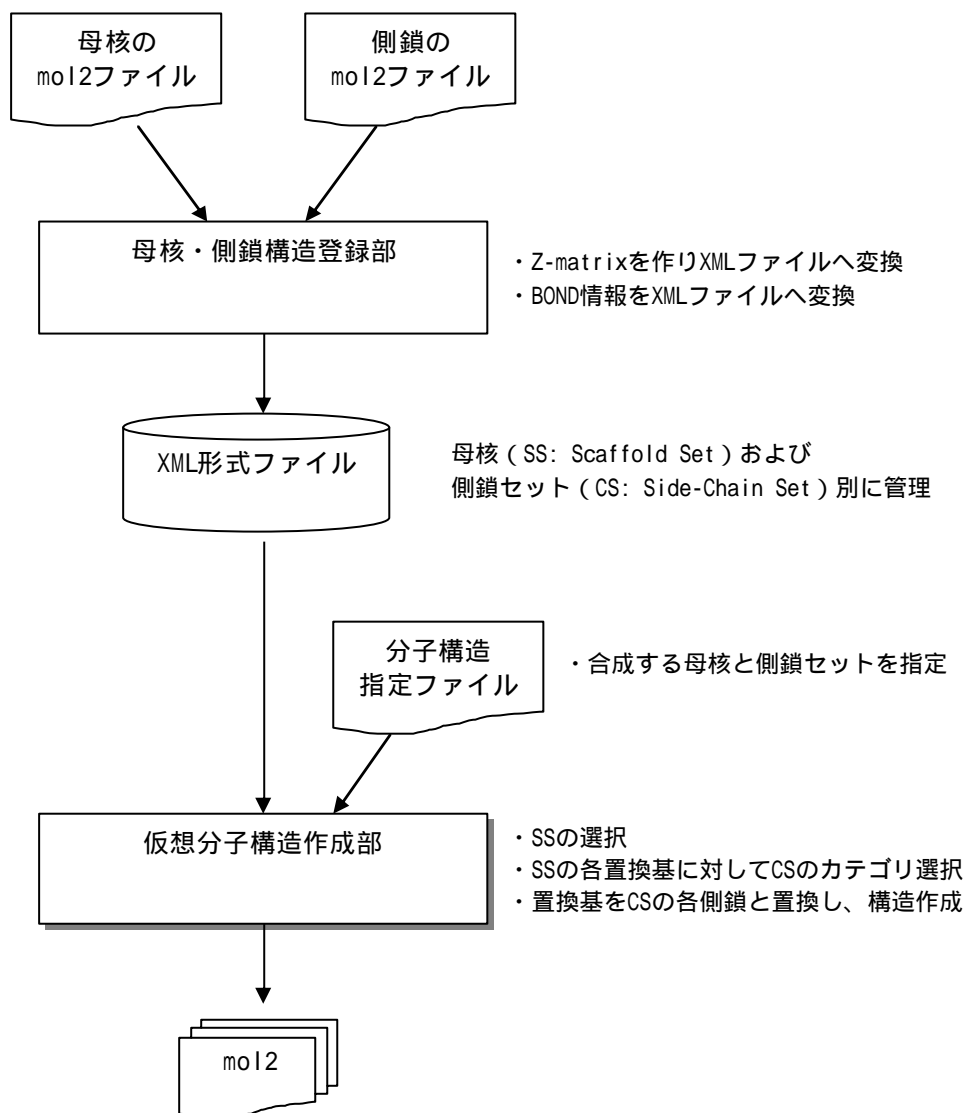 母核の
mol2ファイル
側鎖の
mol2ファイル
母核・側鎖構造登録部
・Z-matrixを作りXMLファイルへ変換
・BOND情報をXMLファイルへ変換
XML形式ファイル
母核（SS: Scaffold Set）および
側鎖セット（CS: Side-Chain Set）別に管理
分子構造
指定ファイル
・合成する母核と側鎖セットを指定
仮想分子構造作成部
・SSの選択
・SSの各置換基に対してCSのカテゴリ選択
・置換基をCSの各側鎖と置換し、構造作成
mol2